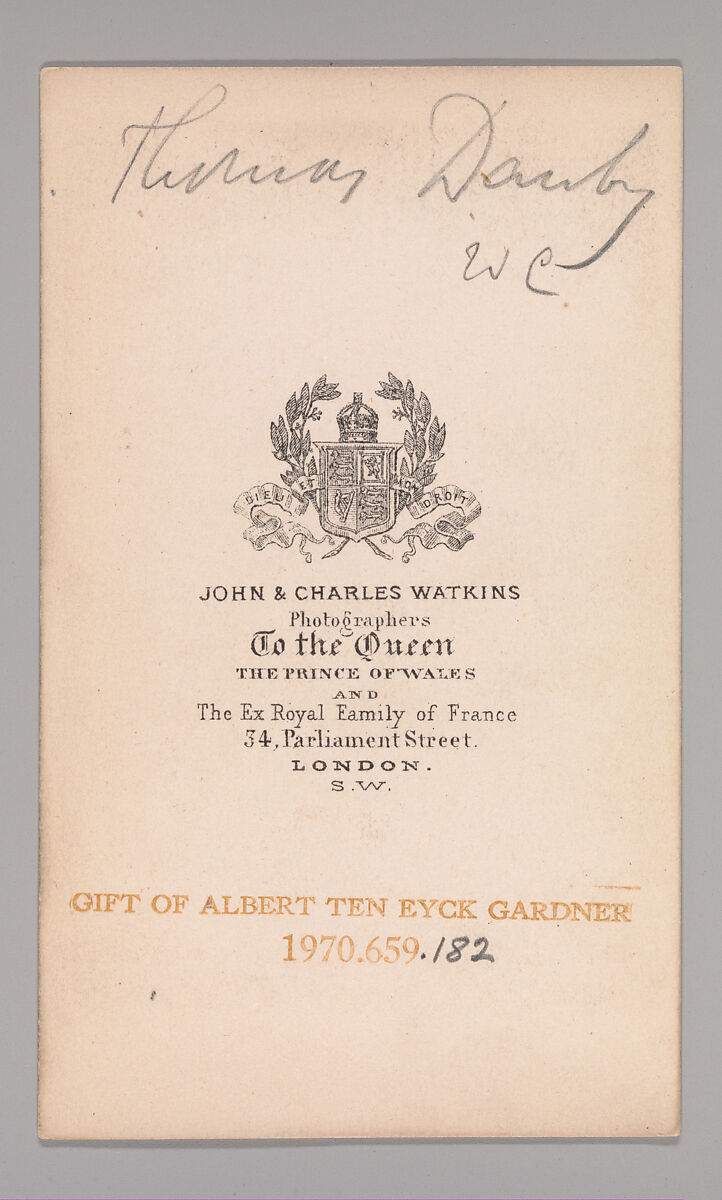 Thomas Danby
W C
DIEU ET MON DROIT
JOHN & CHARLES WATKINS
Photographers
To the Queen
THE PRINCE OF WALES
AND
The Ex Royal Family of France
34, Parliament Street.
LONDON.
S.W.
GIFT OF ALBERT TEN EYCK GARDNER
1970.659.182